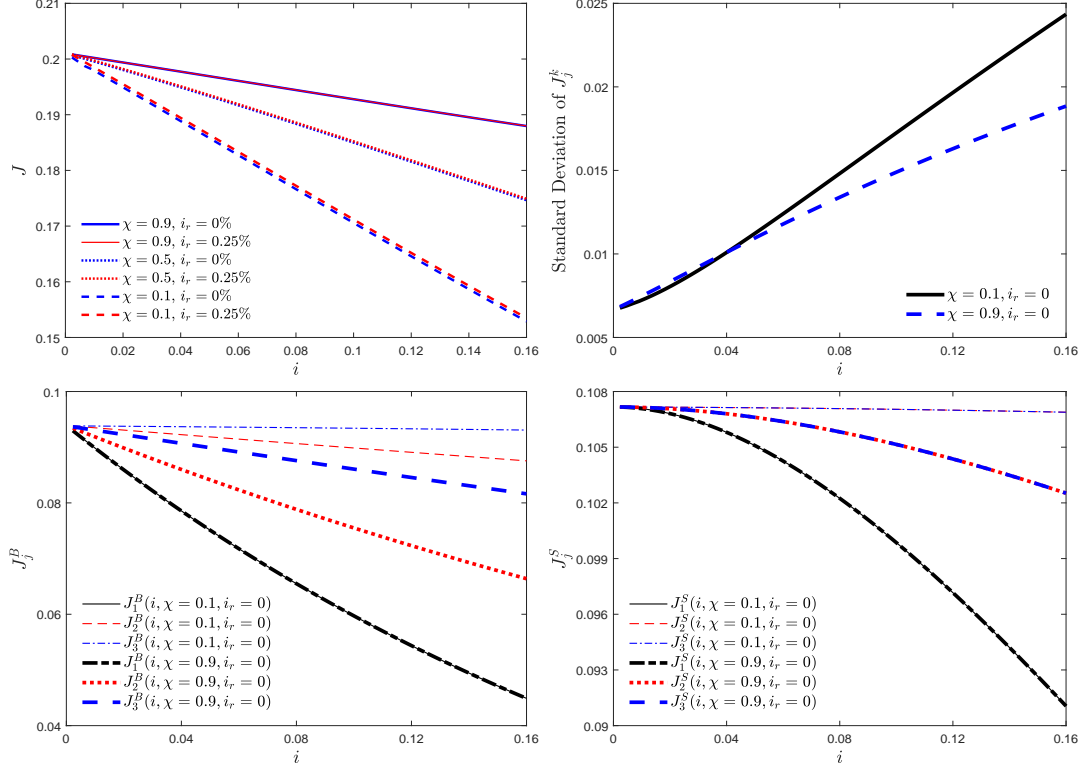 0.21
0.2
0.19
0.18
0.17
0.16
0.15
J
χ = 0.9, i_r = 0%
χ = 0.9, i_r = 0.25%
χ = 0.5, i_r = 0%
χ = 0.5, i_r = 0.25%
χ = 0.1, i_r = 0%
χ = 0.1, i_r = 0.25%
0 0.02 0.04 0.06 0.08 0.1 0.12 0.14 0.16
i
0.025
0.02
0.015
0.01
0.005
Standard Deviation of J_j^k
χ = 0.1, i_r = 0
χ = 0.9, i_r = 0
0 0.04 0.08 0.12 0.16
i
0.1
0.08
0.06
0.04
J_j^B
J_1^B(i, χ = 0.1, i_r = 0)
J_2^B(i, χ = 0.1, i_r = 0)
J_3^B(i, χ = 0.1, i_r = 0)
J_1^B(i, χ = 0.9, i_r = 0)
J_2^B(i, χ = 0.9, i_r = 0)
J_3^B(i, χ = 0.9, i_r = 0)
0 0.04 0.08 0.12 0.16
i
0.108
0.105
0.102
0.099
0.096
0.093
0.09
J_j^S
J_1^S(i, χ = 0.1, i_r = 0)
J_2^S(i, χ = 0.1, i_r = 0)
J_3^S(i, χ = 0.1, i_r = 0)
J_1^S(i, χ = 0.9, i_r = 0)
J_2^S(i, χ = 0.9, i_r = 0)
J_3^S(i, χ = 0.9, i_r = 0)
0 0.04 0.08 0.12 0.16
i